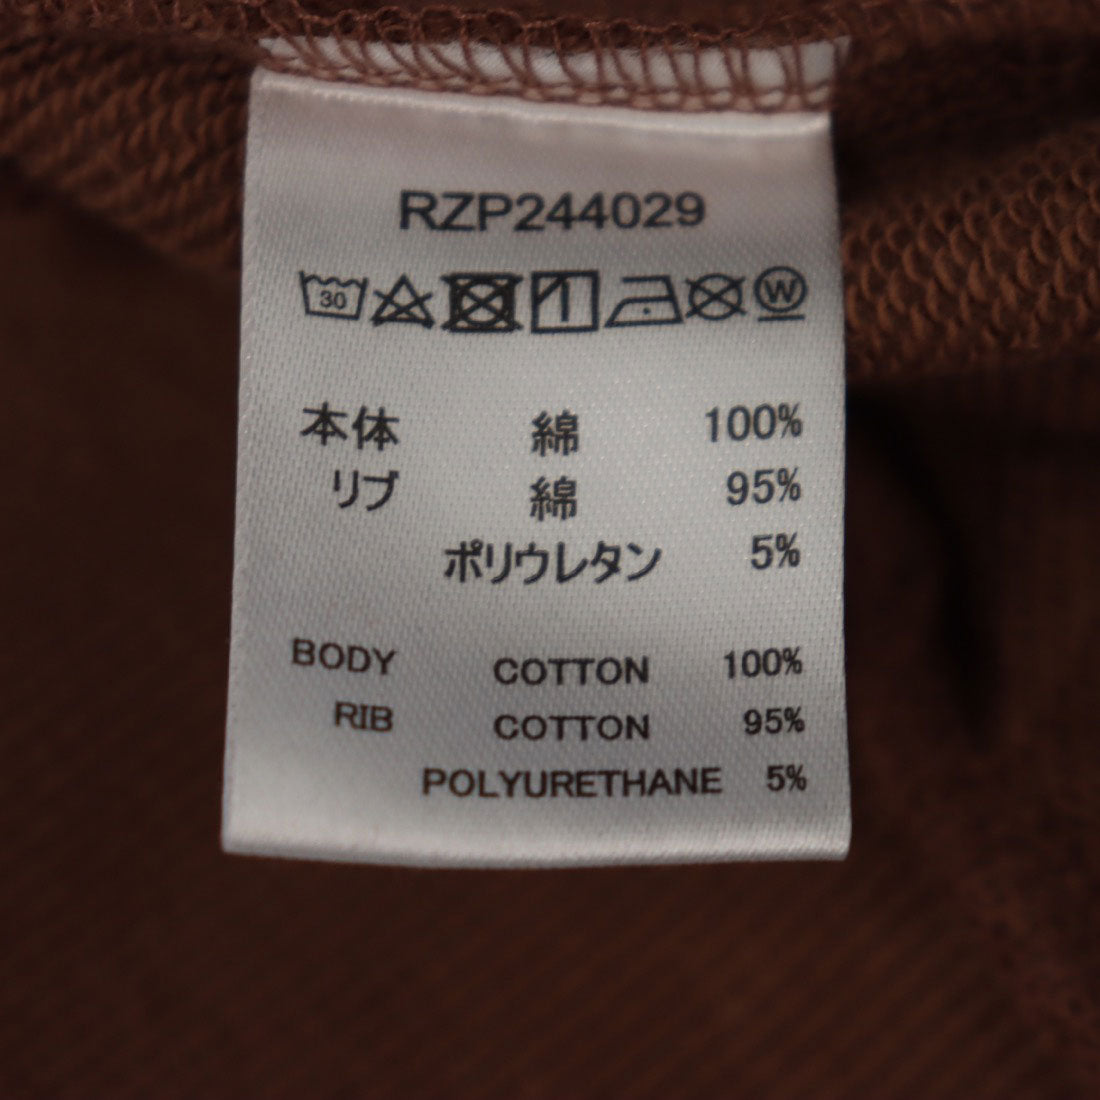 RZP244029
30 W
本体 綿 100%
リブ 綿 95%
ポリウレタン 5%
BODY COTTON 100%
RIB COTTON 95%
POLYURETHANE 5%